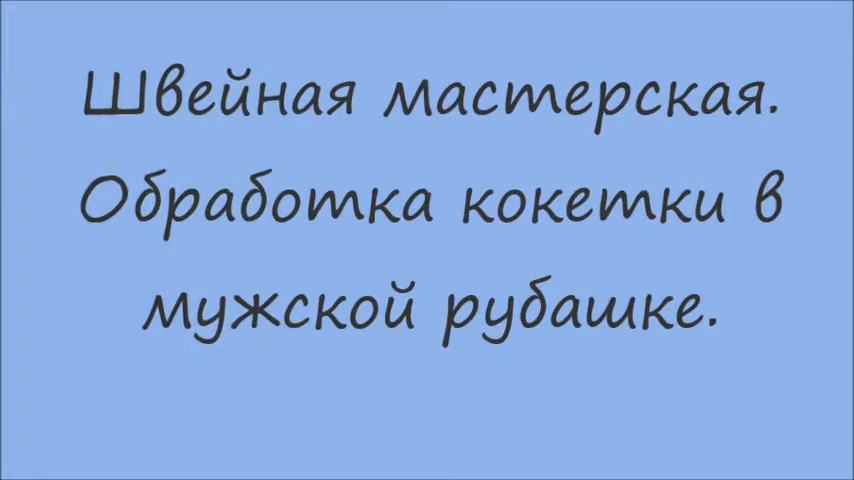 Швейная мастерская.
Обработка кокетки в
мужской рубашке.